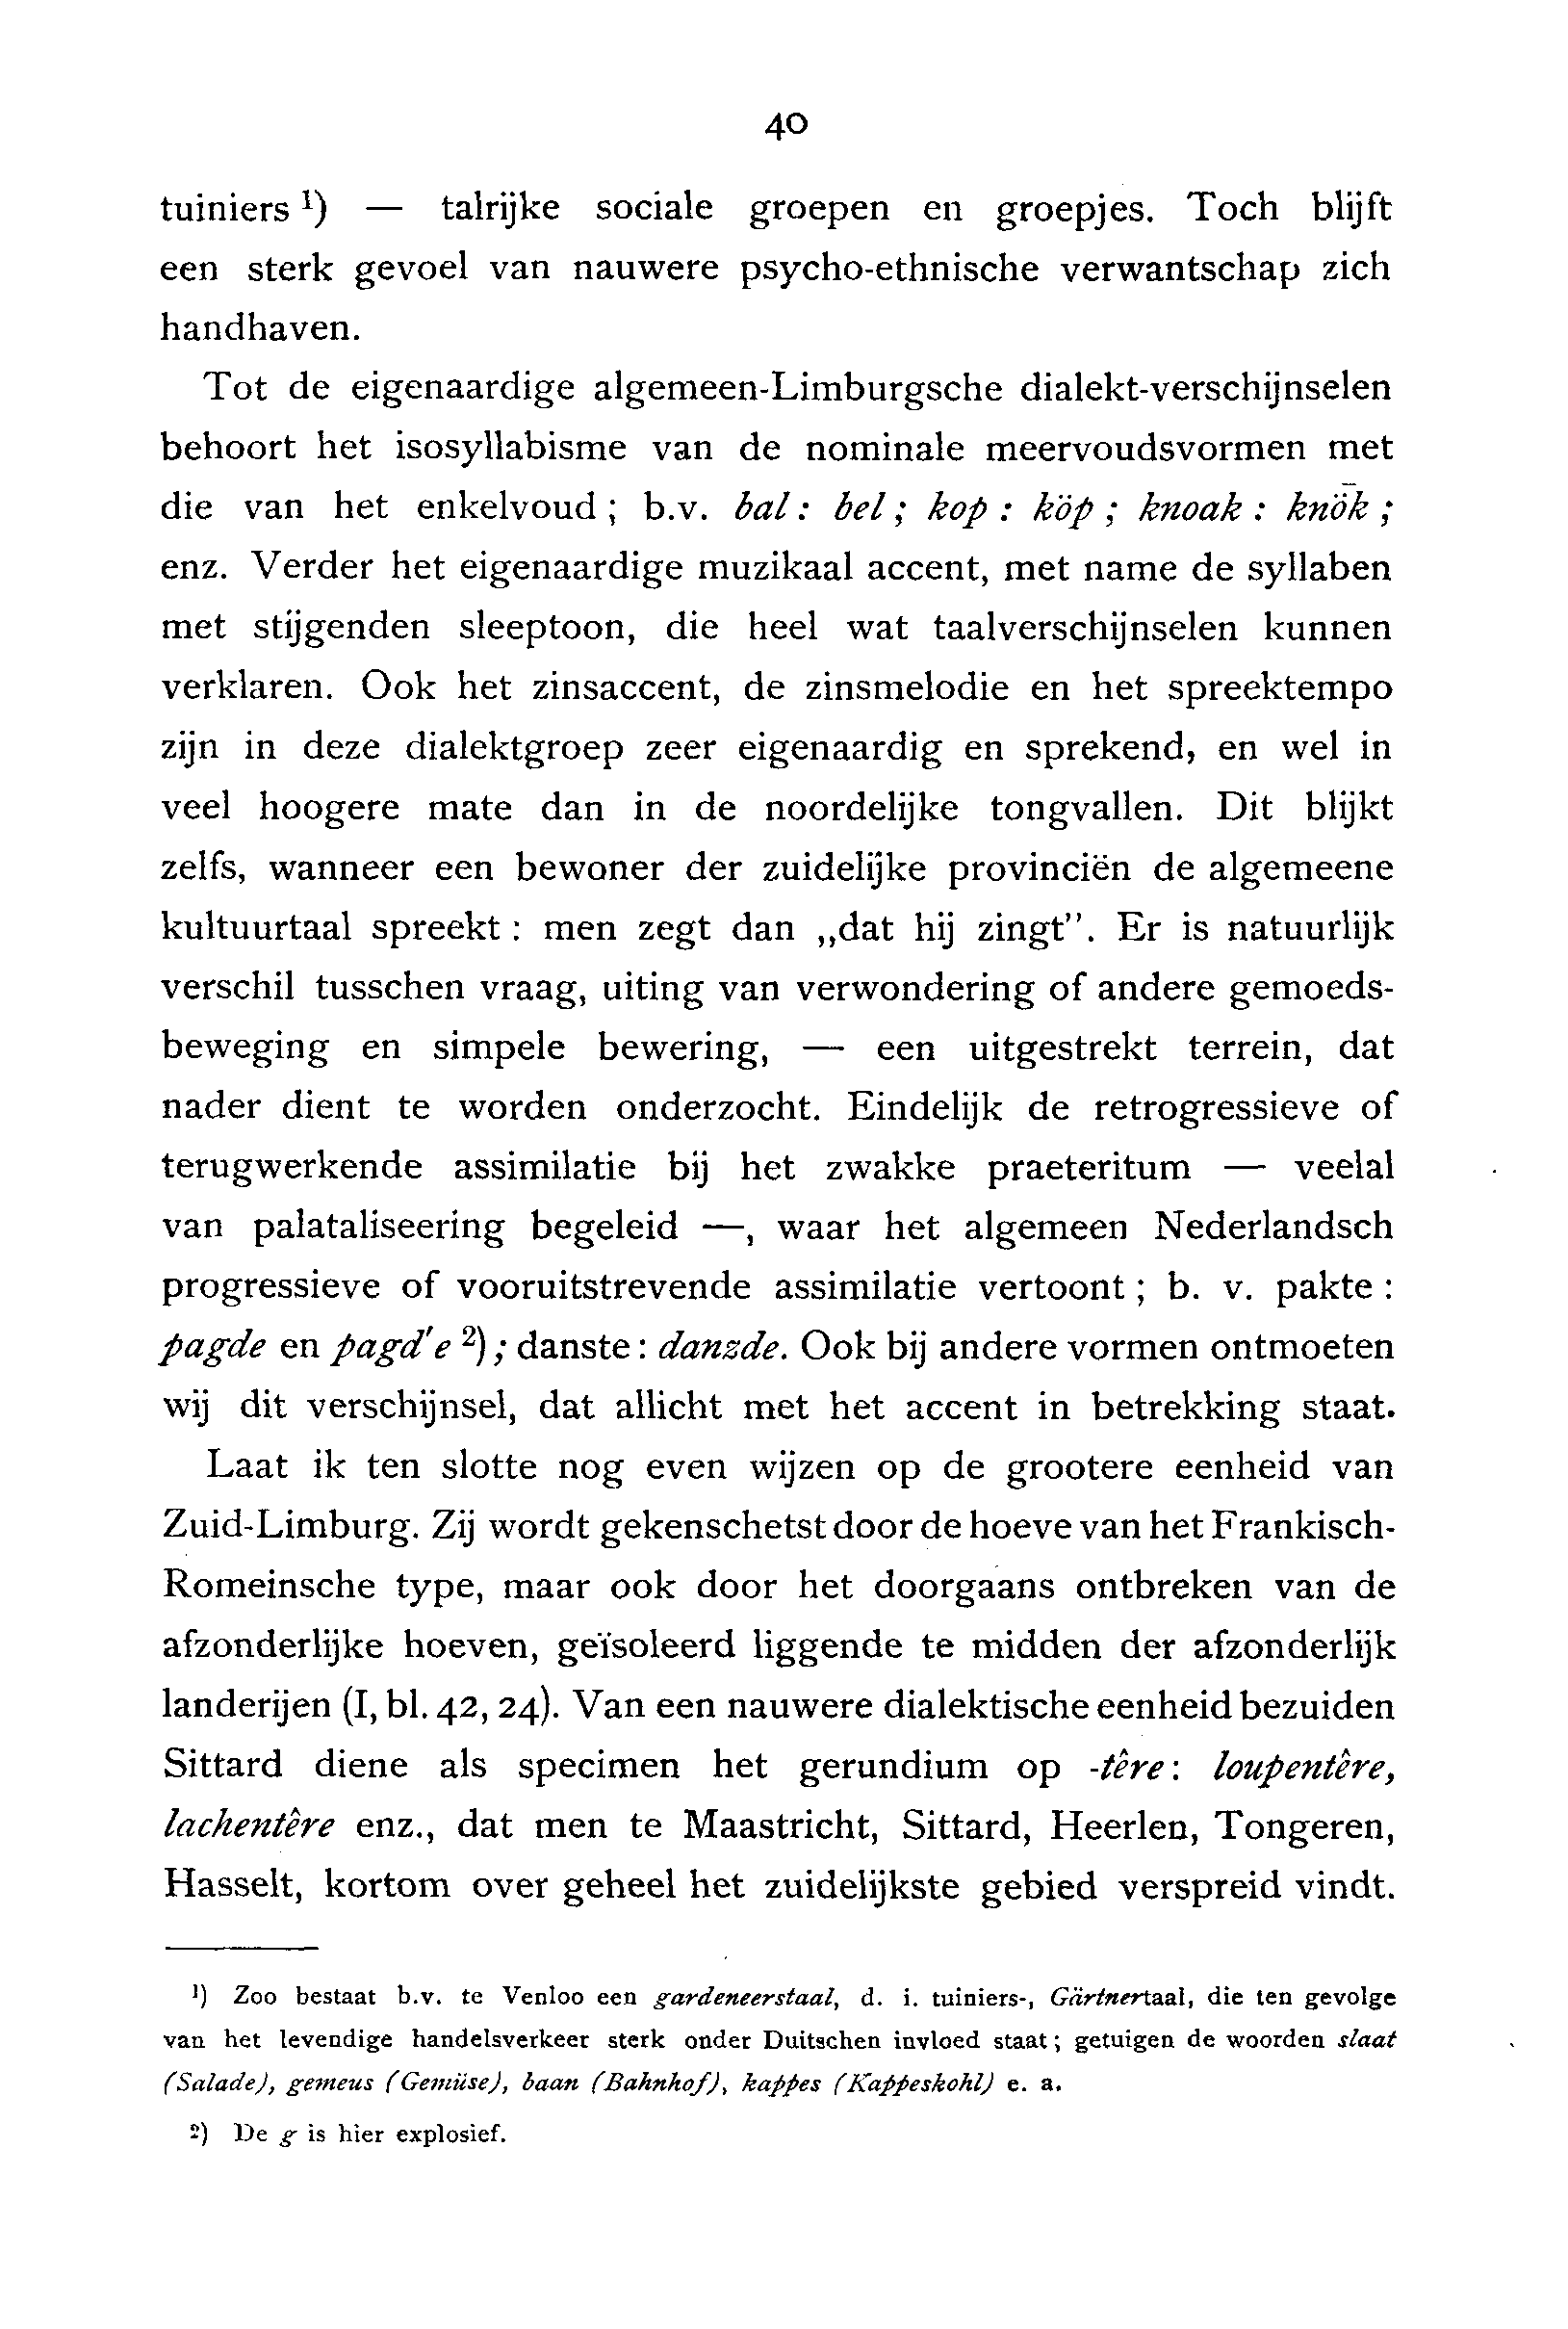 40
tuiniers ¹) — talrijke sociale groepen en groepjes. Toch blijft
een sterk gevoel van nauwere psycho-ethnische verwantschap zich
handhaven.
Tot de eigenaardige algemeen-Limburgsche dialekt-verschijnselen
behoort het isosyllabisme van de nominale meervoudsvormen met
die van het enkelvoud; b.v. bal: bel; kop: köp; knoak: knȫk;
enz. Verder het eigenaardige muzikaal accent, met name de syllaben
met stijgenden sleeptoon, die heel wat taalverschijnselen kunnen
verklaren. Ook het zinsaccent, de zinsmelodie en het spreektempo
zijn in deze dialektgroep zeer eigenaardig en sprekend, en wel in
veel hoogere mate dan in de noordelijke tongvallen. Dit blijkt
zelfs, wanneer een bewoner der zuidelijke provinciën de algemeene
kultuurtaal spreekt: men zegt dan „dat hij zingt”. Er is natuurlijk
verschil tusschen vraag, uiting van verwondering of andere gemoeds-
beweging en simpele bewering, — een uitgestrekt terrein, dat
nader dient te worden onderzocht. Eindelijk de retrogressieve of
terugwerkende assimilatie bij het zwakke praeteritum — veelal
van palataliseering begeleid —, waar het algemeen Nederlandsch
progressieve of vooruitstrevende assimilatie vertoont; b. v. pakte:
pagde en pagd'e ²); danste: danzde. Ook bij andere vormen ontmoeten
wij dit verschijnsel, dat allicht met het accent in betrekking staat.
Laat ik ten slotte nog even wijzen op de grootere eenheid van
Zuid-Limburg. Zij wordt gekenschetst door de hoeve van het Frankisch-
Romeinsche type, maar ook door het doorgaans ontbreken van de
afzonderlijke hoeven, geïsoleerd liggende te midden der afzonderlijk
landerijen (I, bl. 42, 24). Van een nauwere dialektische eenheid bezuiden
Sittard diene als specimen het gerundium op -têre: loupentêre,
lachentêre enz., dat men te Maastricht, Sittard, Heerlen, Tongeren,
Hasselt, kortom over geheel het zuidelijkste gebied verspreid vindt.
¹) Zoo bestaat b.v. te Venloo een gardeneerstaal, d. i. tuiniers-, Gärtnertaal, die ten gevolge
van het levendige handelsverkeer sterk onder Duitschen invloed staat; getuigen de woorden slaat
(Salade), gemeus (Gemüse), baan (Bahnhof), kappes (Kappeskohl) e. a.
²) De g is hier explosief.